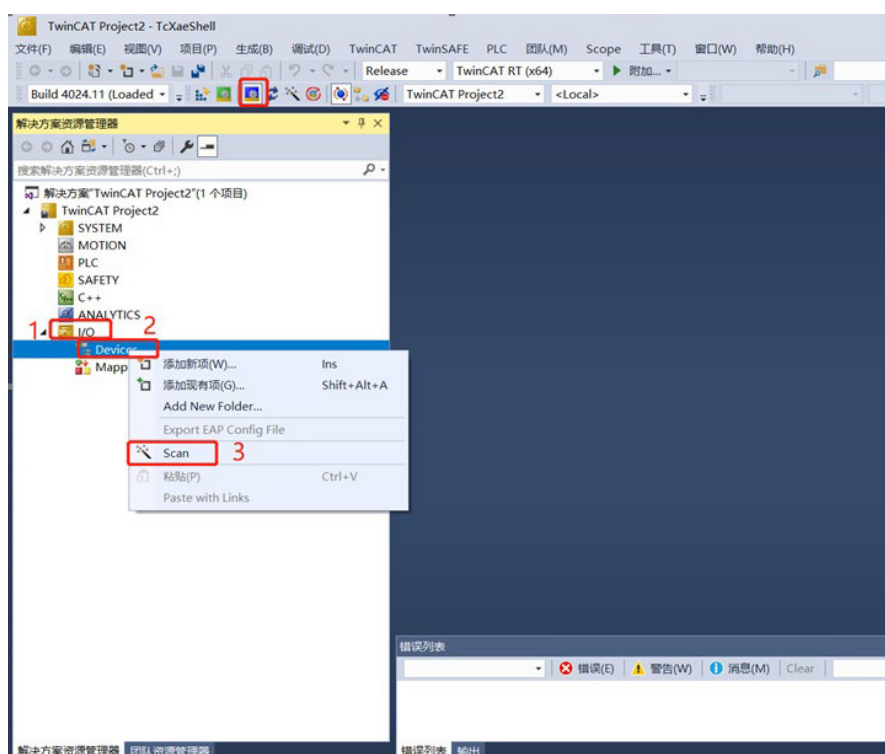 TwinCAT Project2 - TcXaeShell
文件(F) 编辑(E) 视图(V) 项目(P) 生成(B) 调试(D) TwinCAT TwinSAFE PLC 团队(M) Scope 工具(T) 窗口(W) 帮助(H)
Release TwinCAT RT (x64) 附加...
Build 4024.11 (Loaded TwinCAT Project2 <Local>
解决方案资源管理器
搜索解决方案资源管理器(Ctrl+;)
解决方案"TwinCAT Project2"(1 个项目)
TwinCAT Project2
SYSTEM
MOTION
PLC
SAFETY
C++
ANALYTICS
1 I/O 2
Devices
Mapp
添加新项(W)... Ins
添加现有项(G)... Shift+Alt+A
Add New Folder...
Export EAP Config File
Scan 3
粘贴(P) Ctrl+V
Paste with Links
错误列表
错误(E) 警告(W) 消息(M) Clear
解决方案资源管理器 团队资源管理器
错误列表 输出